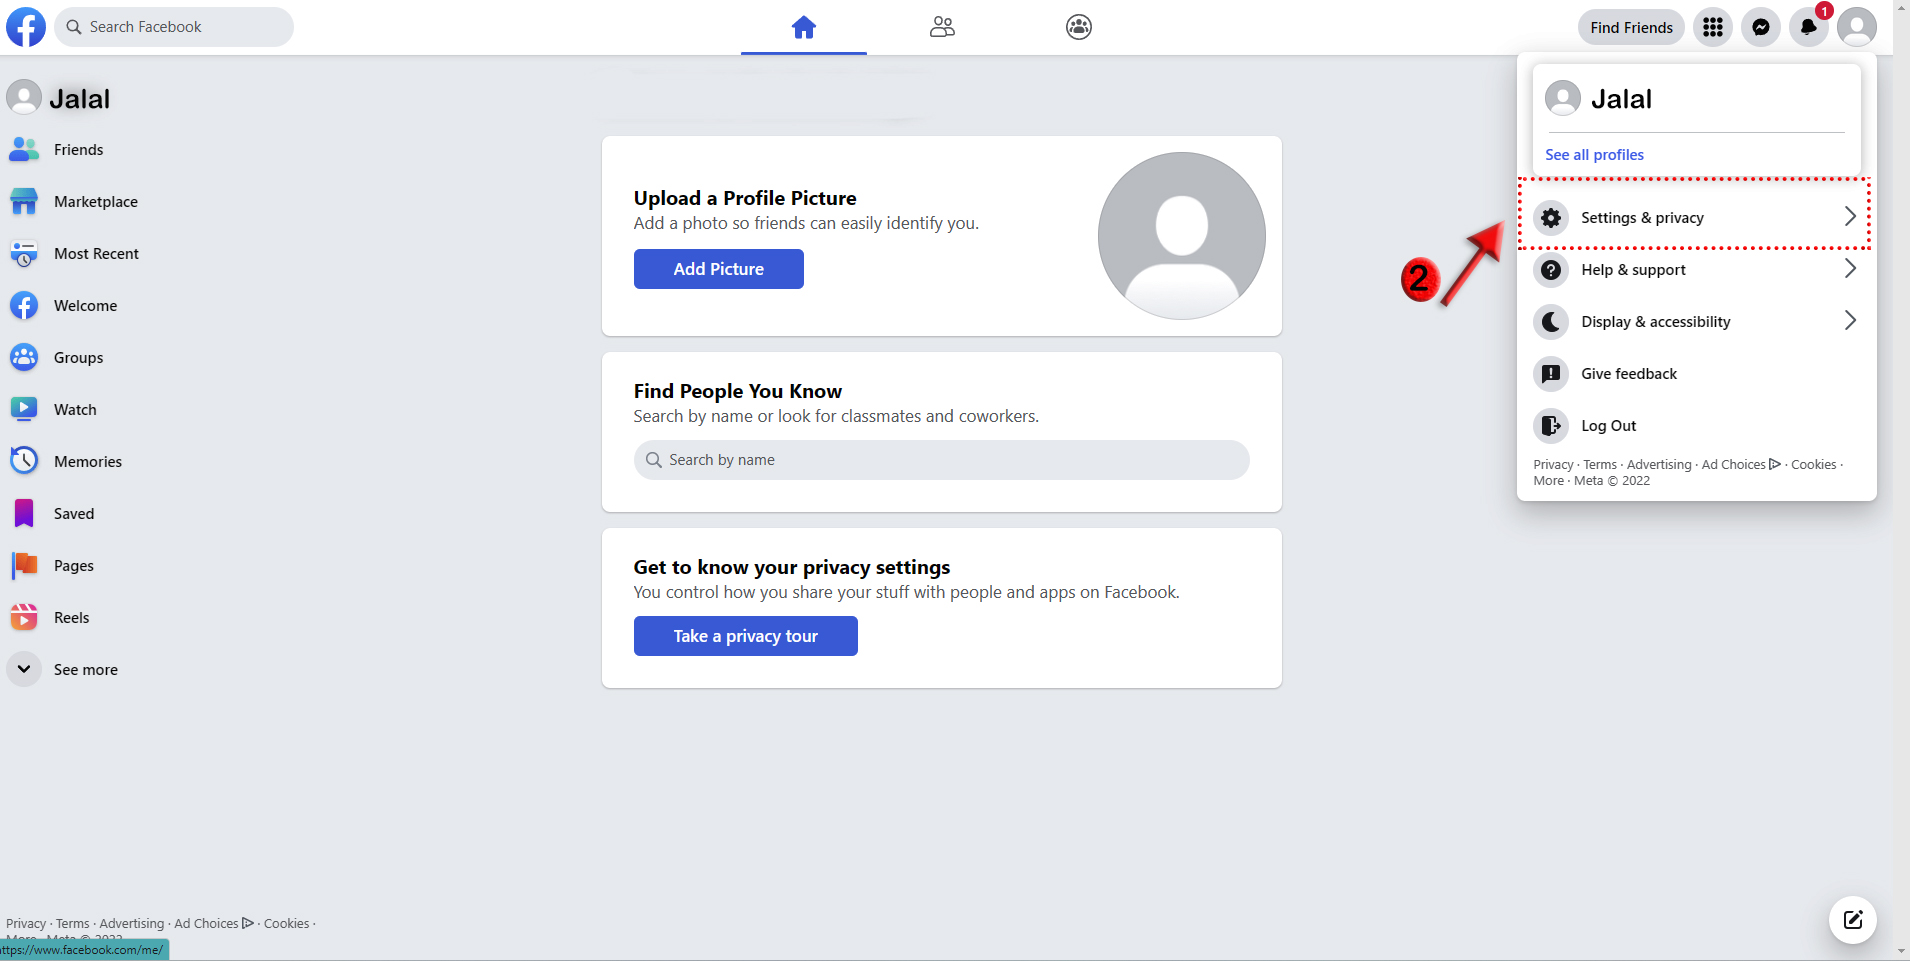 Search Facebook
Find Friends
1
Jalal
Friends
Marketplace
Most Recent
Welcome
Groups
Watch
Memories
Saved
Pages
Reels
See more
Privacy · Terms · Advertising · Ad Choices · Cookies ·
More · Meta © 2022
ttps://www.facebook.com/me/
Upload a Profile Picture
Add a photo so friends can easily identify you.
Add Picture
Find People You Know
Search by name or look for classmates and coworkers.
Search by name
Get to know your privacy settings
You control how you share your stuff with people and apps on Facebook.
Take a privacy tour
Jalal
See all profiles
2
Settings & privacy
Help & support
Display & accessibility
Give feedback
Log Out
Privacy · Terms · Advertising · Ad Choices · Cookies ·
More · Meta © 2022